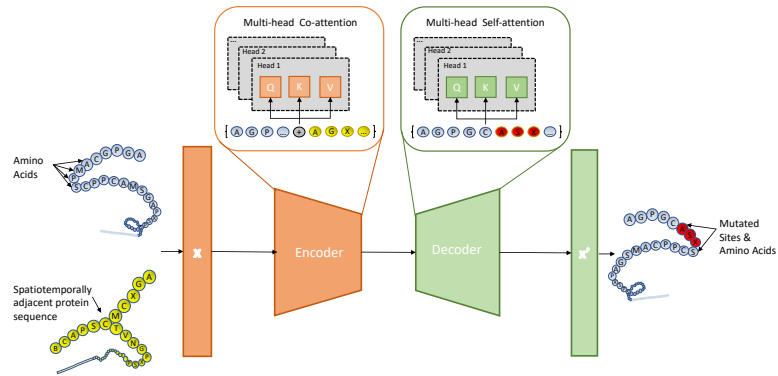 Multi-head Co-attention
...
Head 2
Head 1
Q K V
{ A G P ... + A G X ... }
Multi-head Self-attention
...
Head 2
Head 1
Q K V
{ A G P G C A S K ... }
Amino
Acids
M A C G P G A
P
S C P P C A M S G A P
X
Encoder
Decoder
X'
A G P G C A S K
S C P P C A M S G A P
Mutated
Sites &
Amino Acids
Spatiotemporally
adjacent protein
sequence
A G X C M
B C A P S C T V N G P